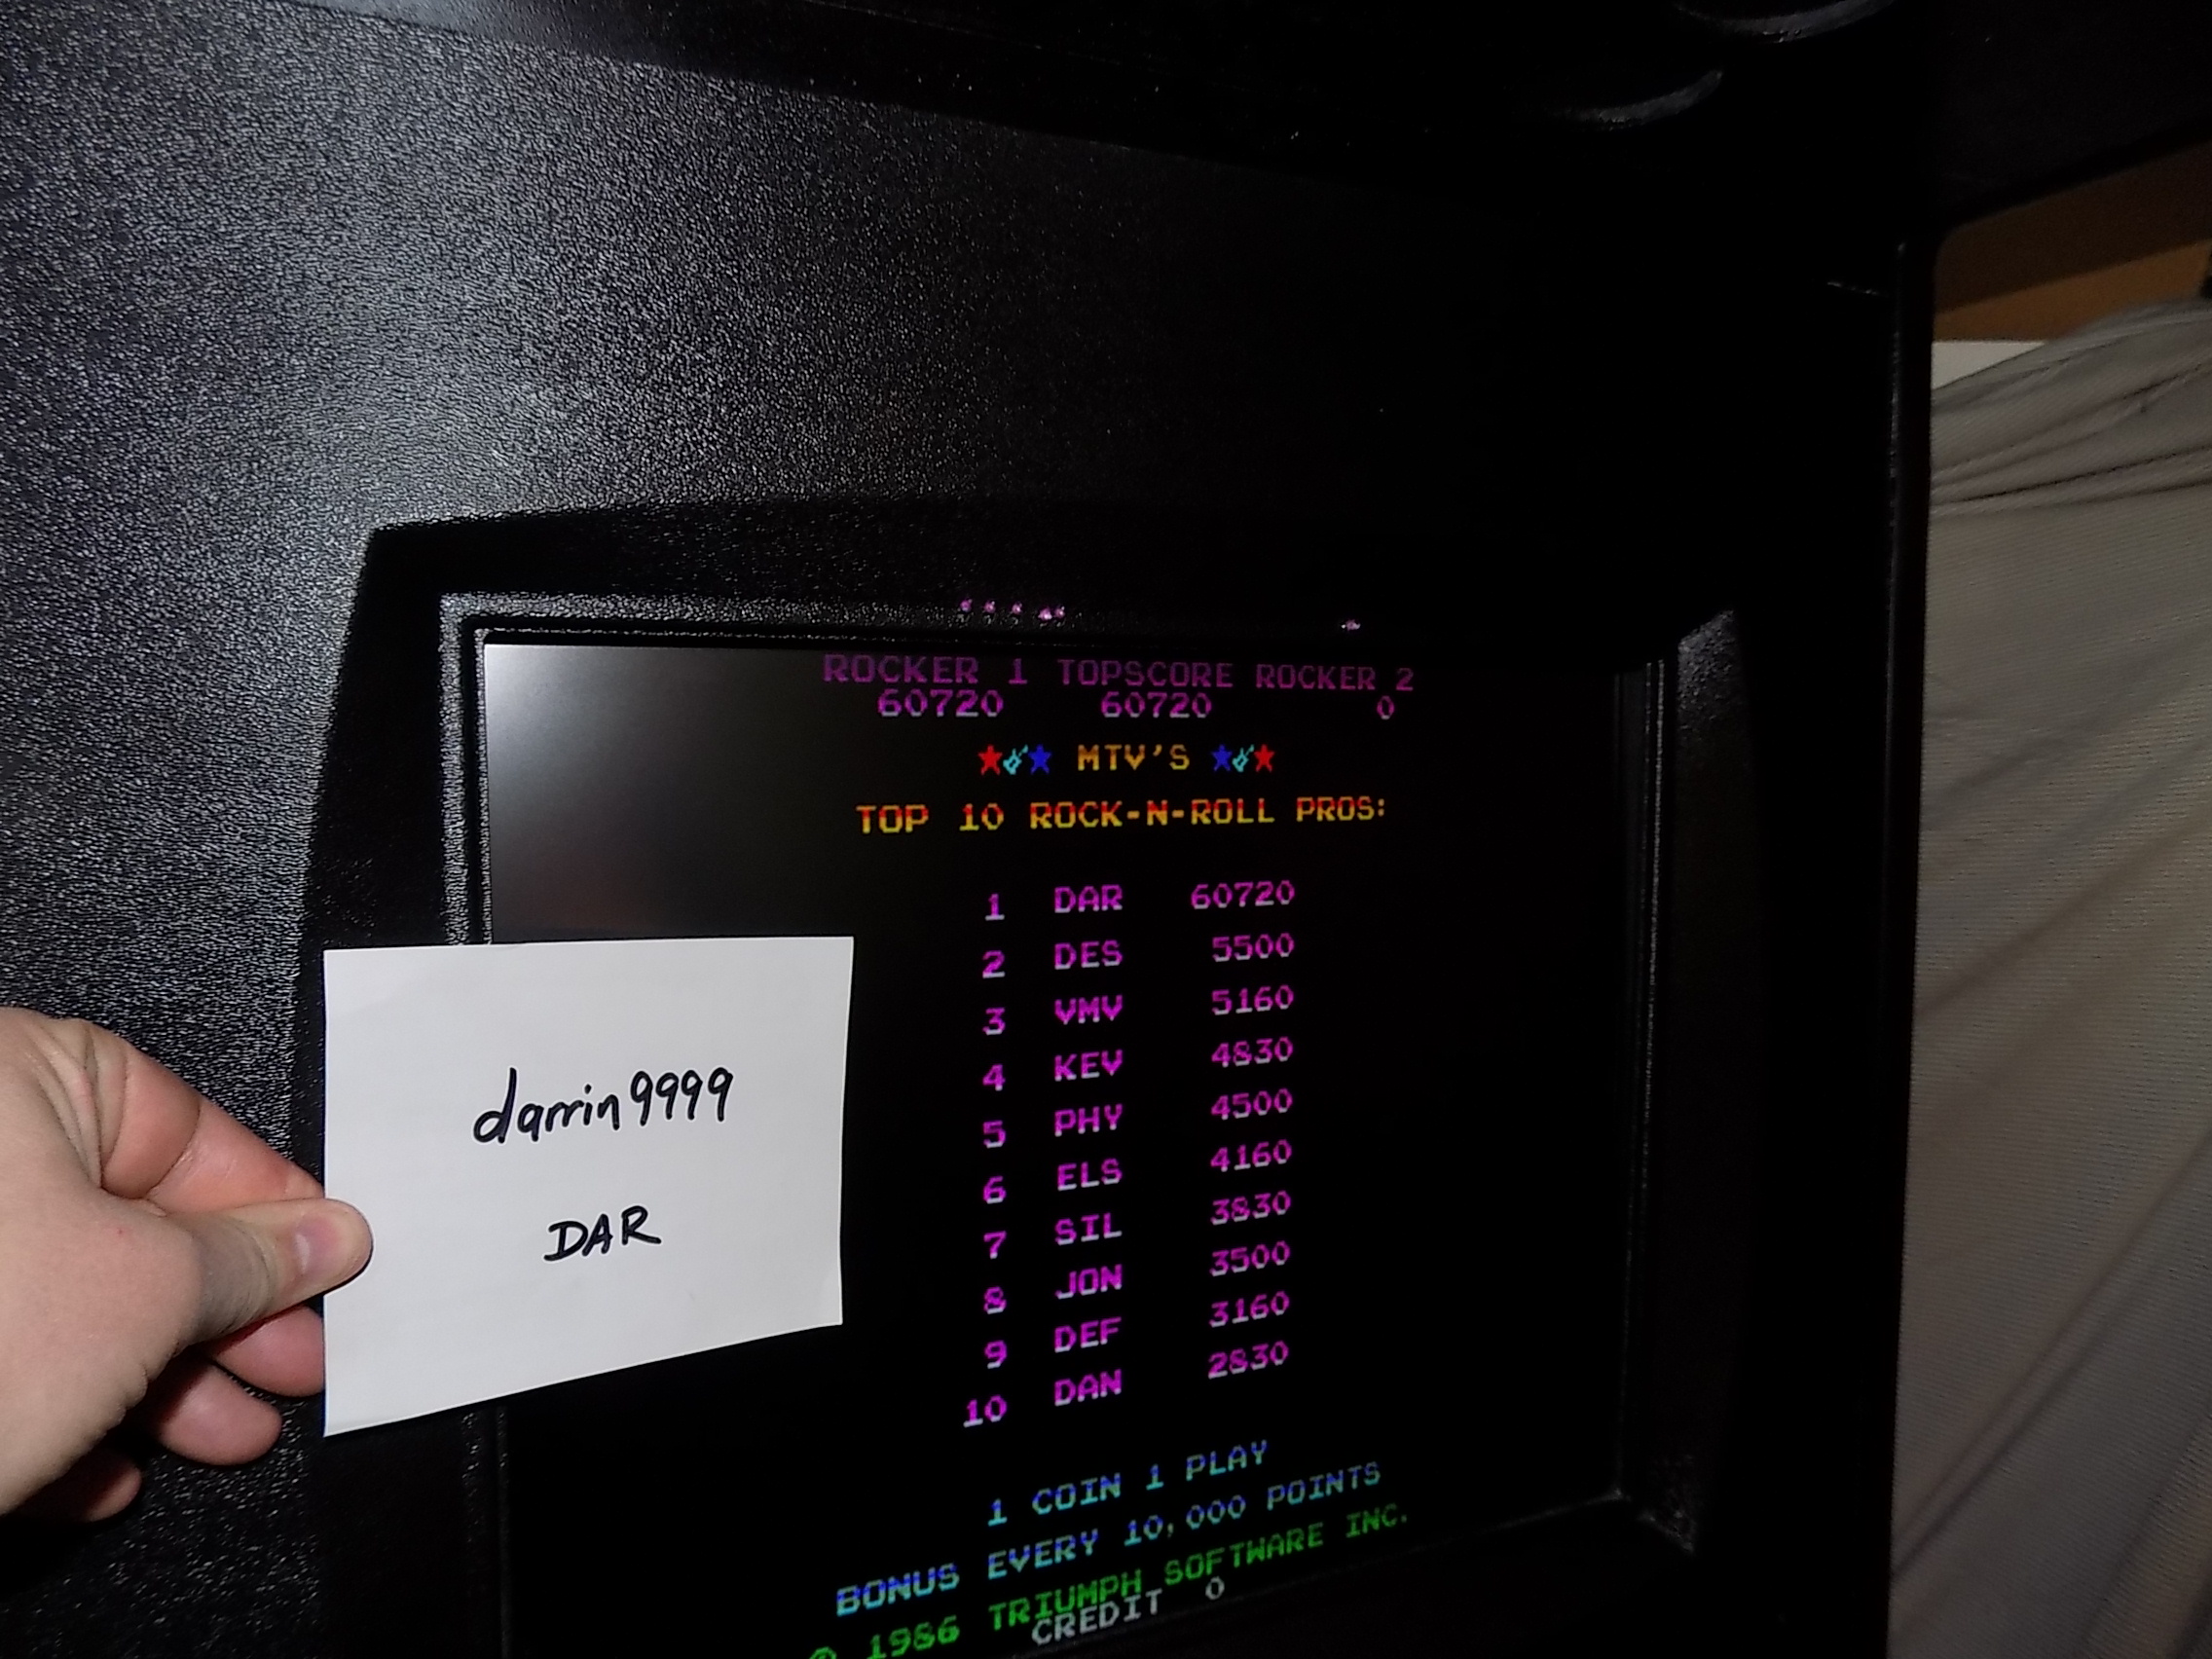 ROCKER 1 TOPSCORE ROCKER 2
60720 60720 0
MTV'S
TOP 10 ROCK-N-ROLL PROS:
1 DAR 60720
2 DES 5500
3 VMV 5160
4 KEV 4830
5 PHY 4500
6 ELS 4160
7 SIL 3830
8 JON 3500
9 DEF 3160
10 DAN 2830
1 COIN 1 PLAY
BONUS EVERY 10,000 POINTS
© 1986 TRIUMPH SOFTWARE INC.
CREDIT 0
darrin9999
DAR